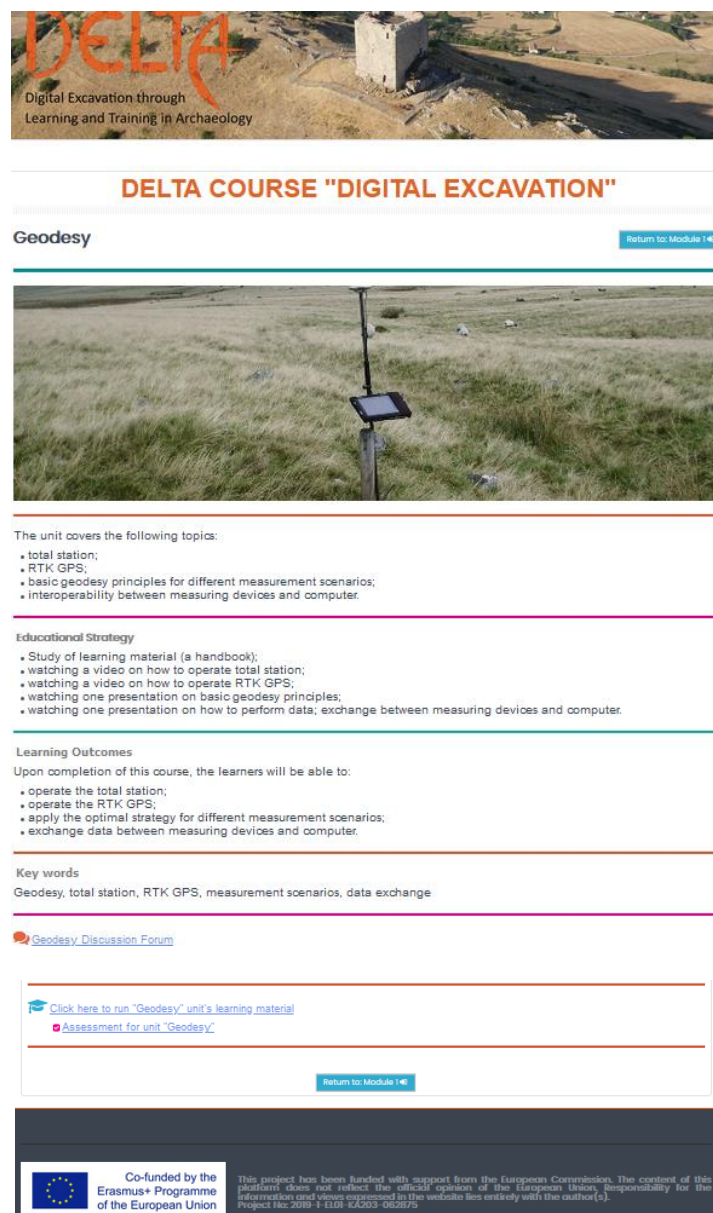 DELTA
Digital Excavation through
Learning and Training in Archaeology
DELTA COURSE "DIGITAL EXCAVATION"
Geodesy
Return to: Module 1
The unit covers the following topics:
• total station;
• RTK GPS;
• basic geodesy principles for different measurement scenarios;
• interoperability between measuring devices and computer.
Educational Strategy
• Study of learning material (a handbook);
• watching a video on how to operate total station;
• watching a video on how to operate RTK GPS;
• watching one presentation on basic geodesy principles;
• watching one presentation on how to perform data; exchange between measuring devices and computer.
Learning Outcomes
Upon completion of this course, the learners will be able to:
• operate the total station;
• operate the RTK GPS;
• apply the optimal strategy for different measurement scenarios;
• exchange data between measuring devices and computer.
Key words
Geodesy, total station, RTK GPS, measurement scenarios, data exchange
Geodesy Discussion Forum
Click here to run "Geodesy" unit's learning material
Assessment for unit "Geodesy"
Return to: Module 1
Co-funded by the
Erasmus+ Programme
of the European Union
This project has been funded with support from the European Commission. The content of this
platform does not reflect the official opinion of the European Union, Responsibility for the
information and views expressed in the website lies entirely with the author(s).
Project No: 2019-1-EL01-KA203-062875